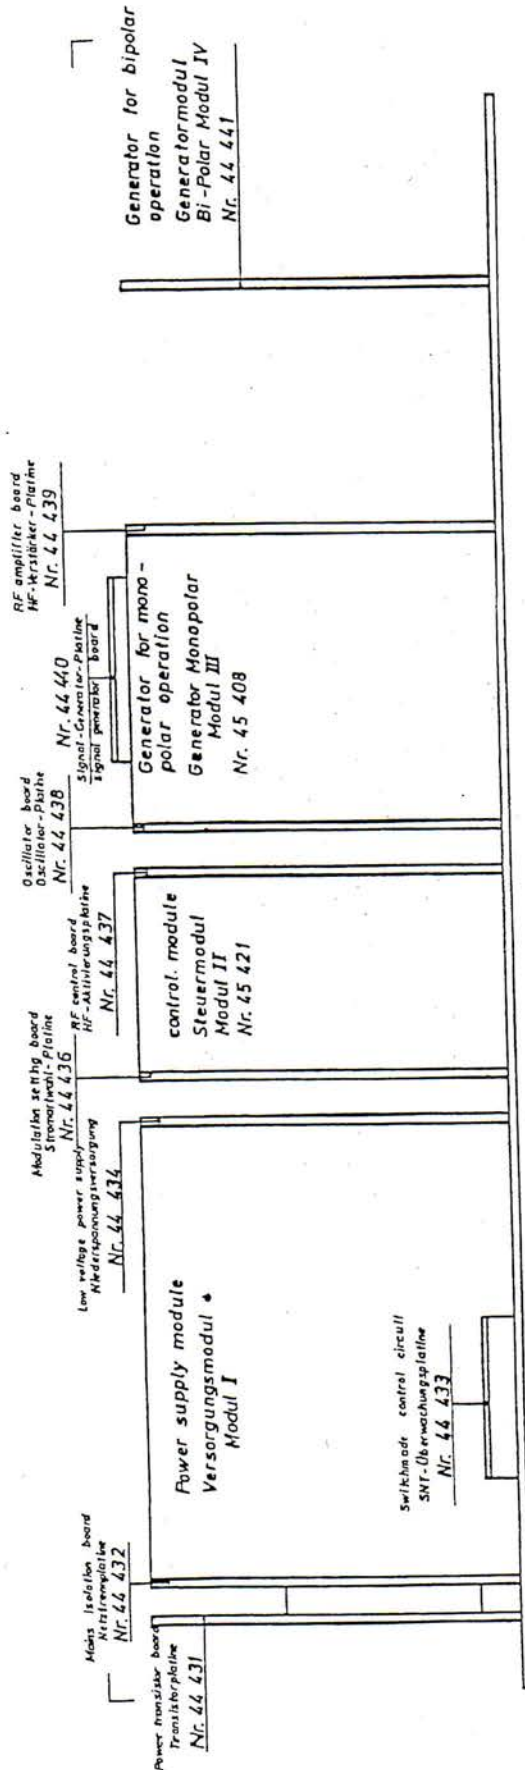 Power transistor board
Transistorplatine
Nr. 44 431
Mains isolation board
Netztrennplatine
Nr. 44 432
Power supply module
Versorgungsmodul
Modul I
Switchmode control circuit
SNT-Überwachungsplatine
Nr. 44 433
Low voltage power supply
Niederspannungsversorgung
Nr. 44 434
Modulation setting board
Stromartwahl-Platine
Nr. 44 436
RF control board
HF-Aktivierungsplatine
Nr. 44 437
control. module
Steuermodul
Modul II
Nr. 45 421
Oscillator board
Oscillator-Platine
Nr. 44 438
Nr. 44 440
Signal-Generator-Platine
signal generator board
Generator for mono-
polar operation
Generator Monopolar
Modul III
Nr. 45 408
RF amplifier board
HF-Verstärker-Platine
Nr. 44 439
Generator for bipolar
operation
Generatormodul
Bi-Polar Modul IV
Nr. 44 441